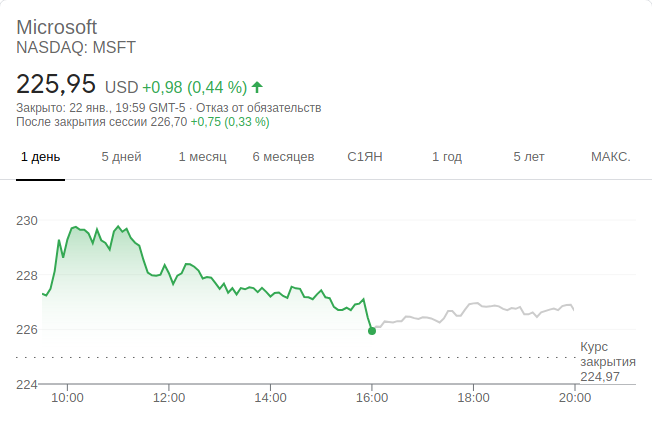 Microsoft
NASDAQ: MSFT
225,95 USD +0,98 (0,44 %)
Закрыто: 22 янв., 19:59 GMT-5 · Отказ от обязательств
После закрытия сессии 226,70 +0,75 (0,33 %)
1 день 5 дней 1 месяц 6 месяцев С1ЯН 1 год 5 лет МАКС.
230
228
226
Курс
закрытия
224,97
224
10:00 12:00 14:00 16:00 18:00 20:00